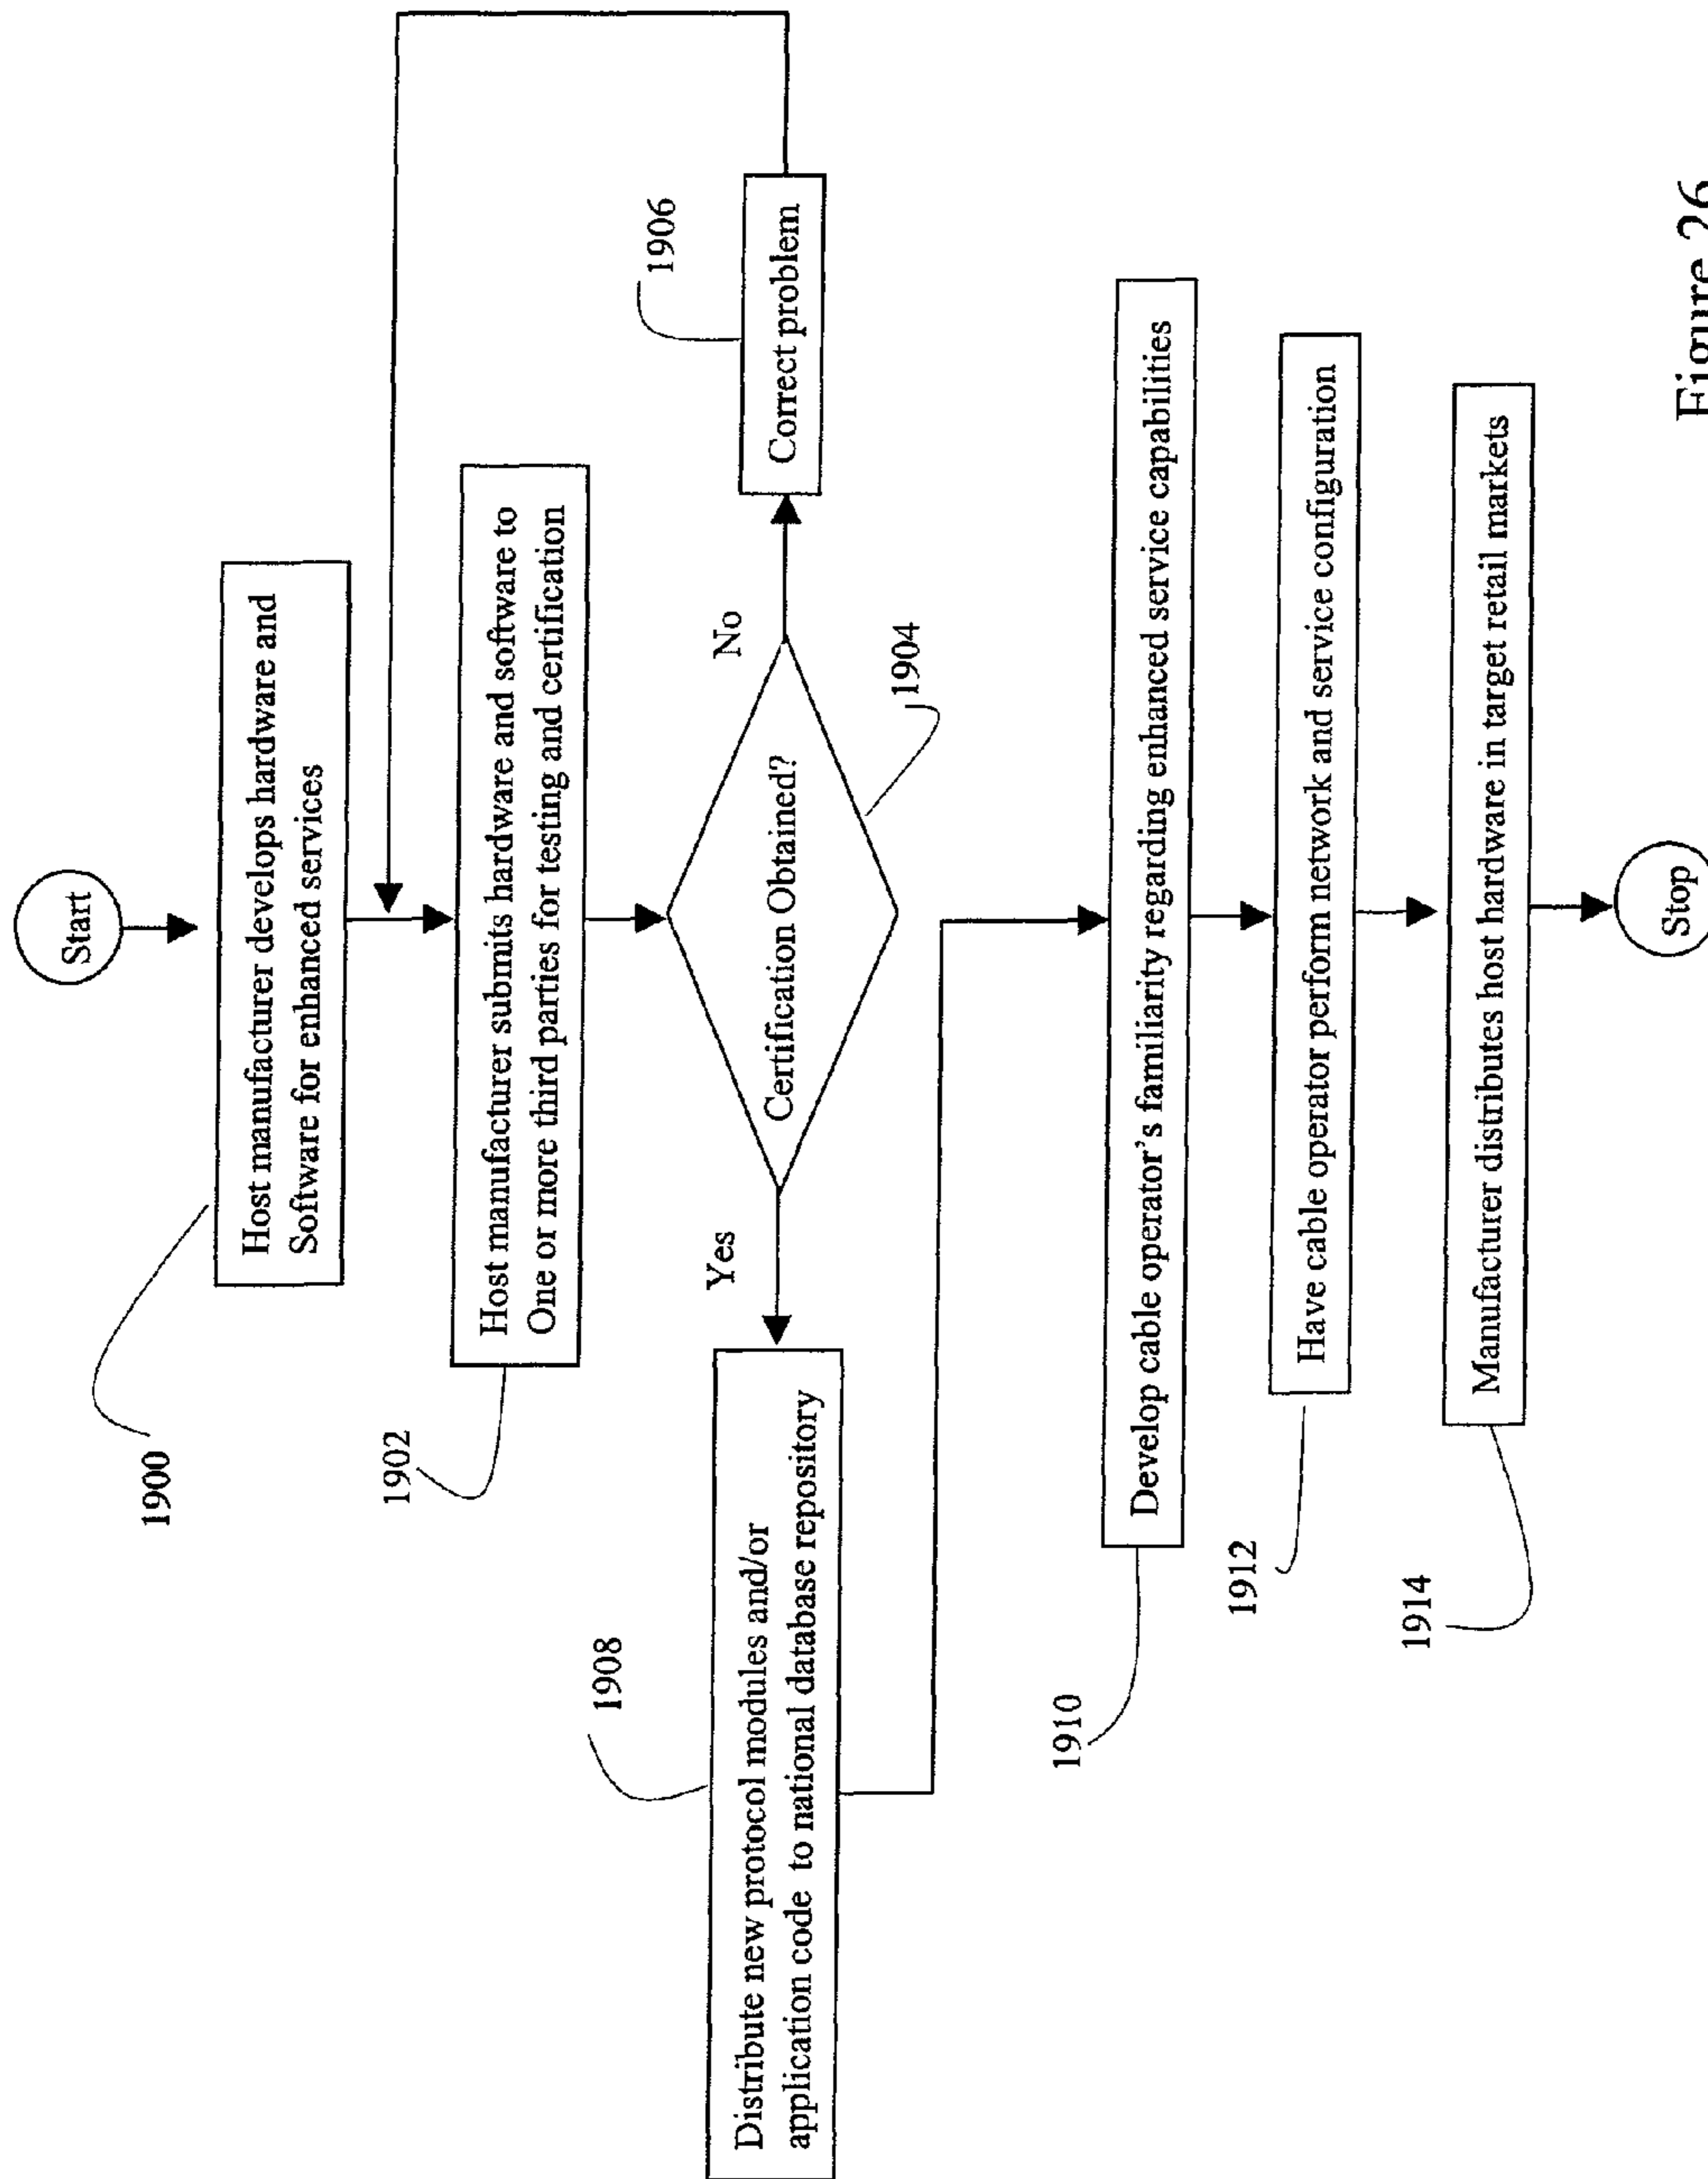 Start
1900
Host manufacturer develops hardware and
Software for enhanced services
1902
Host manufacturer submits hardware and software to
One or more third parties for testing and certification
Certification Obtained?
1904
No
Correct problem
1906
Yes
1908
Distribute new protocol modules and/or
application code to national database repository
1910
Develop cable operator's familiarity regarding enhanced service capabilities
1912
Have cable operator perform network and service configuration
1914
Manufacturer distributes host hardware in target retail markets
Stop
Figure 26